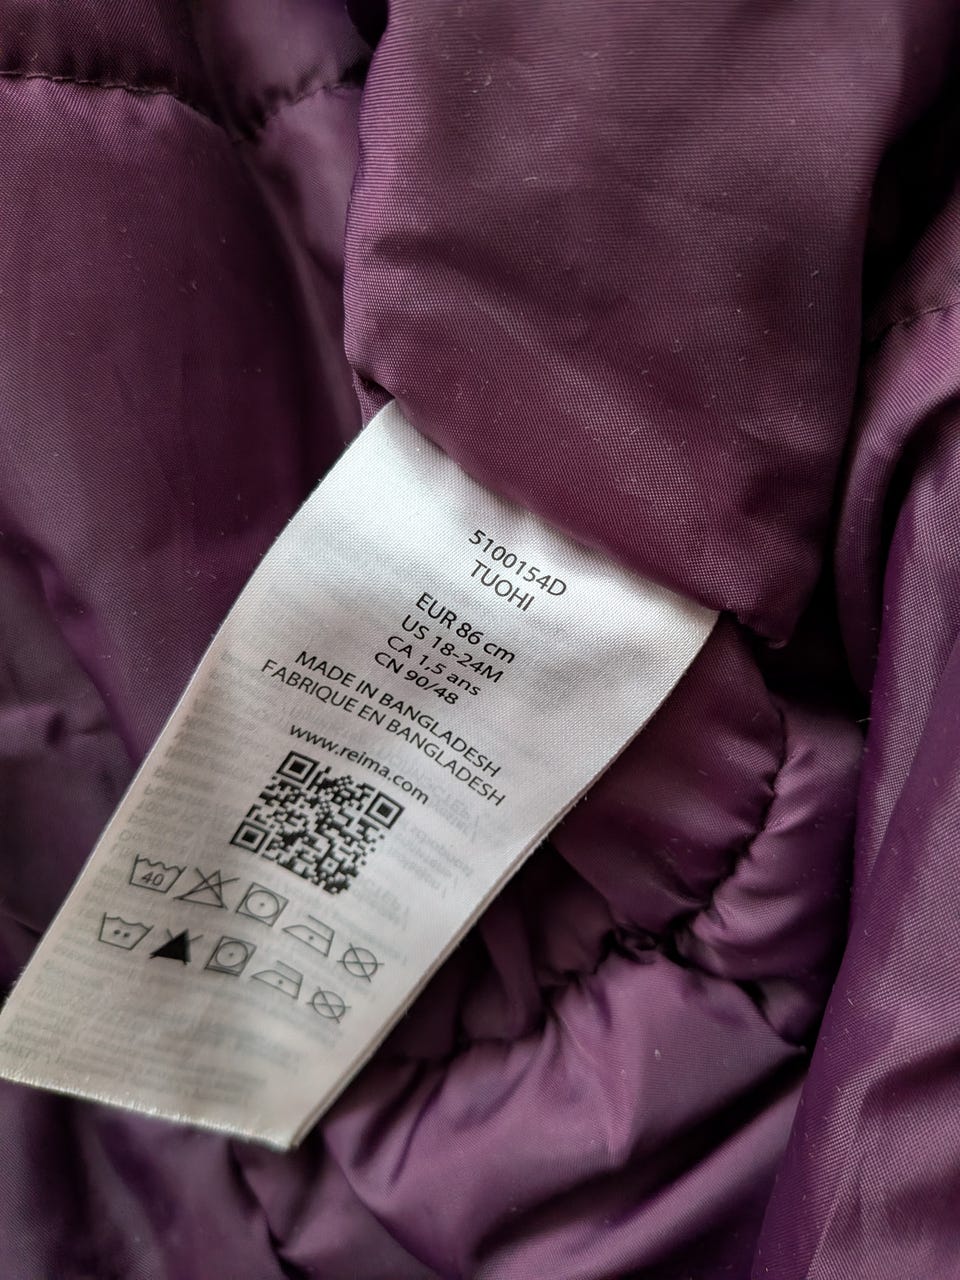 5100154D
TUOHI
EUR 86 cm
US 18-24M
CA 1,5 ans
CN 90/48
MADE IN BANGLADESH
FABRIQUE EN BANGLADESH
www.reima.com
40